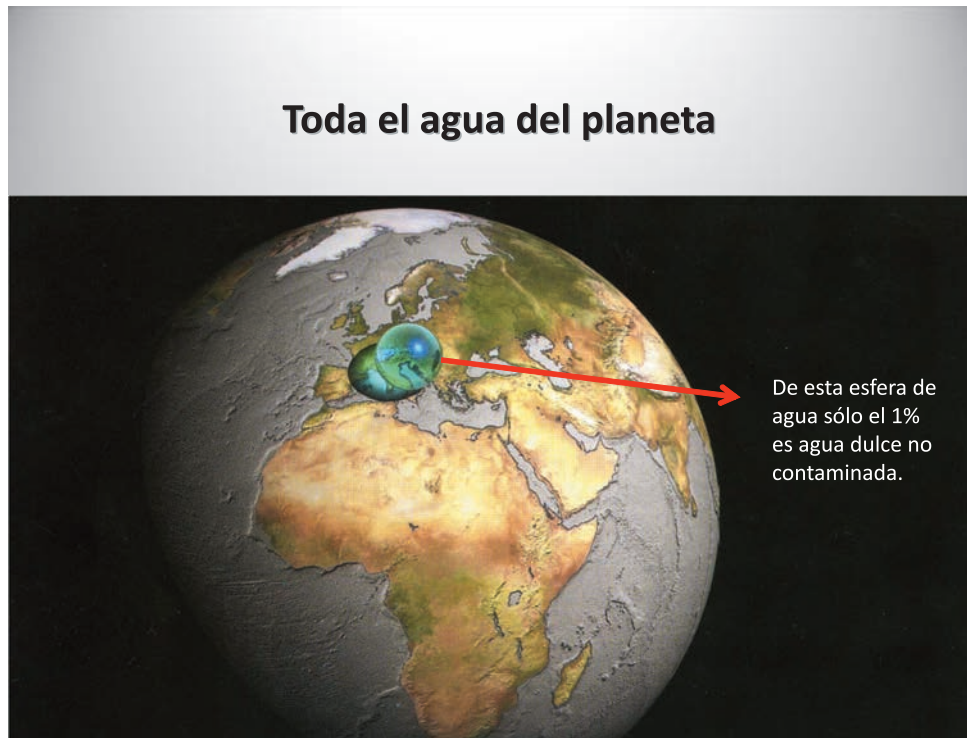 Toda el agua del planeta
De esta esfera de
agua sólo el 1%
es agua dulce no
contaminada.